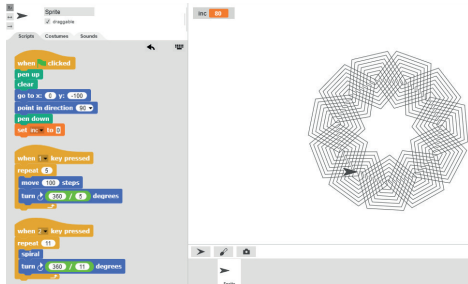 Sprite
draggable
Scripts Costumes Sounds
when clicked
pen up
clear
go to x: 0 y: -100
point in direction 90
pen down
set inc to 0
when 1 key pressed
repeat 5
move 100 steps
turn 360 / 5 degrees
when 2 key pressed
repeat 11
spiral
turn 360 / 11 degrees
inc
Sprite